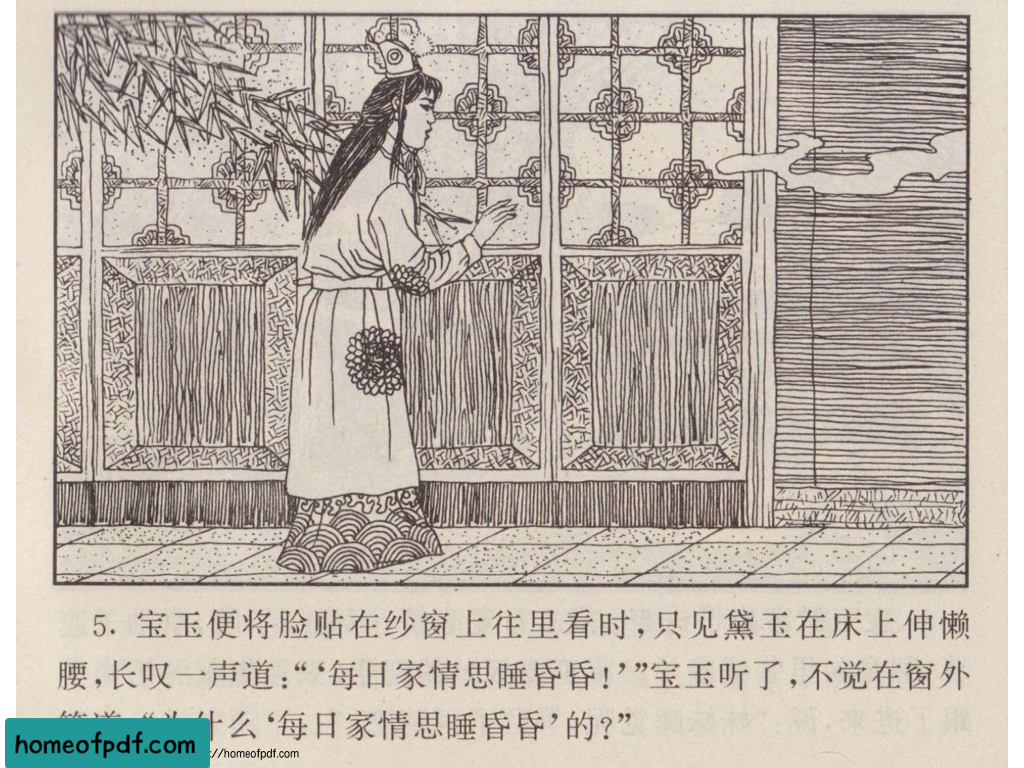 5. 宝玉便将脸贴在纱窗上往里看时,只见黛玉在床上伸懒
腰,长叹一声道:“‘每日家情思睡昏昏!’”宝玉听了,不觉在窗外
“为什么‘每日家情思睡昏昏’的?”
homeofpdf.com
://homeofpdf.com